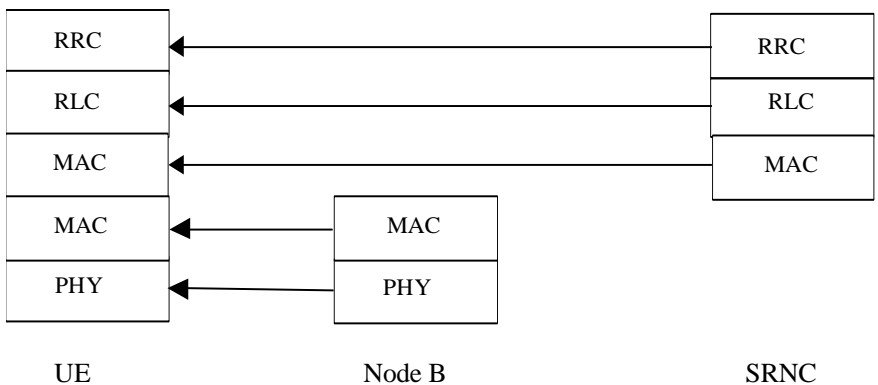 RRC RRC
RLC RLC
MAC MAC
MAC MAC
PHY PHY
UE Node B SRNC